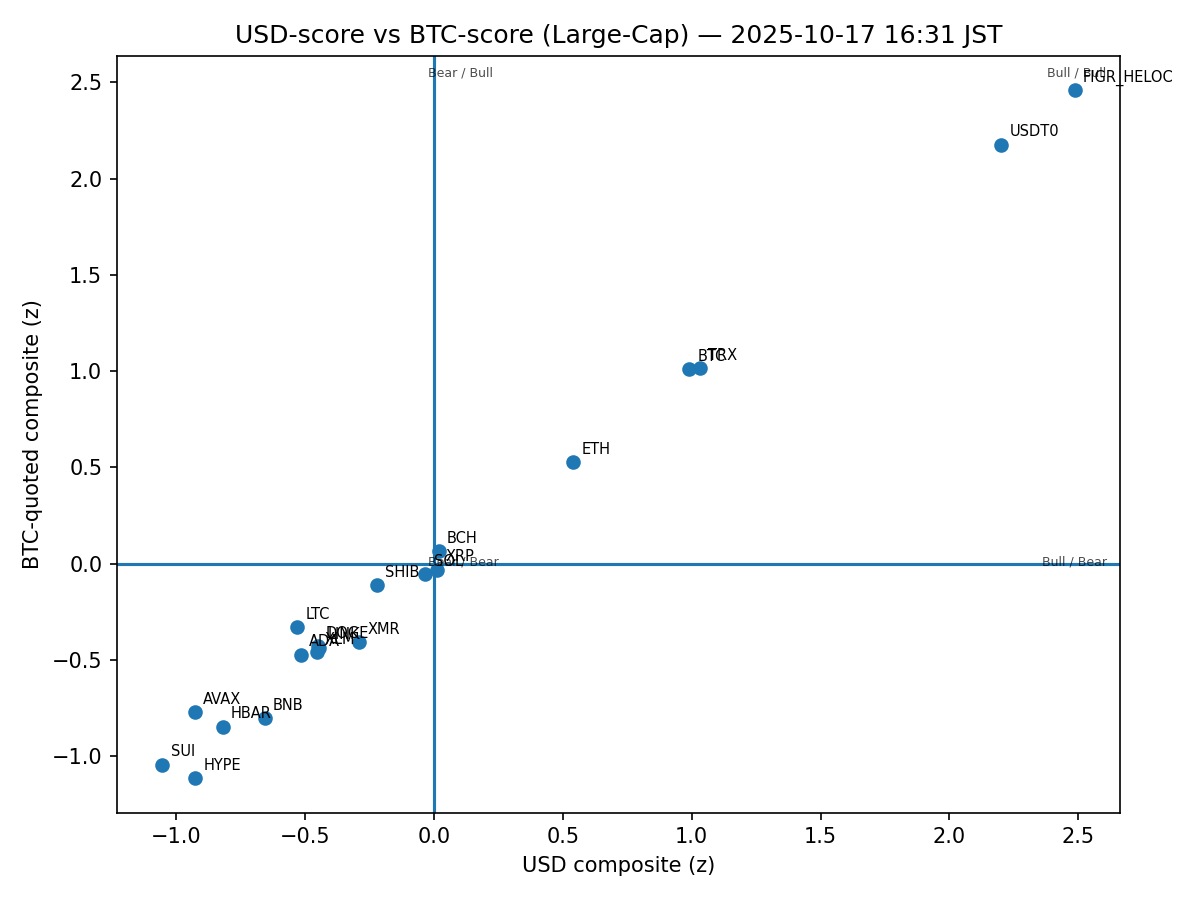 USD-score vs BTC-score (Large-Cap) — 2025-10-17 16:31 JST
Bear / Bull
Bull / Bull
FIGR_HELOC
USDT0
BTC
TRX
ETH
BCH
XRP
SOL
Bull / Bear
SHIB
LTC
DOGE
XMR
XLM
ADA
AVAX
BNB
HBAR
SUI
HYPE
2.5
2.0
1.5
1.0
0.5
0.0
−0.5
−1.0
BTC-quoted composite (z)
−1.0
−0.5
0.0
0.5
1.0
1.5
2.0
2.5
USD composite (z)